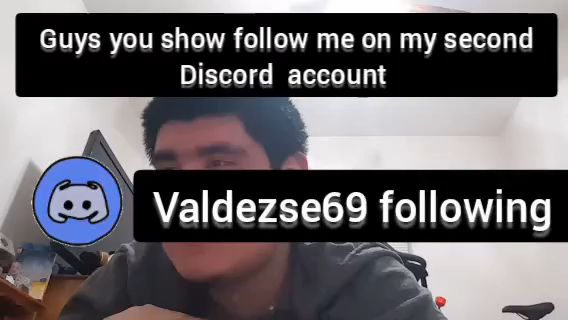 Guys you show follow me on my second
Discord account
Valdezse69 following